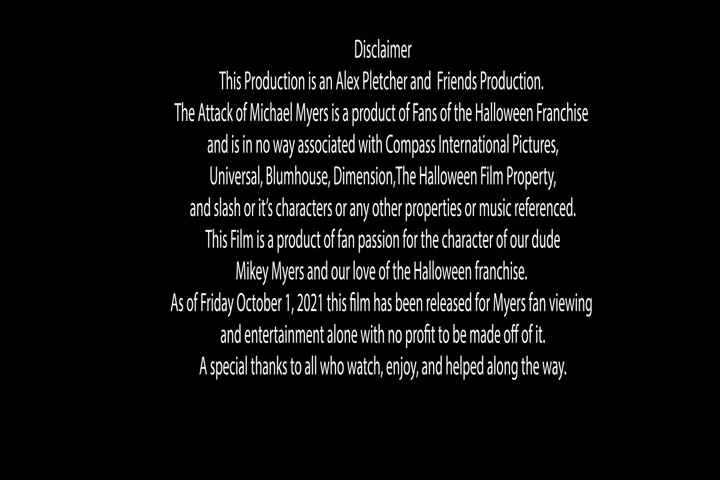 Disclaimer
This Production is an Alex Pletcher and Friends Production.
The Attack of Michael Myers is a product of Fans of the Halloween Franchise
and is in no way associated with Compass International Pictures,
Universal, Blumhouse, Dimension,The Halloween Film Property,
and slash or it's characters or any other properties or music referenced.
This Film is a product of fan passion for the character of our dude
Mikey Myers and our love of the Halloween franchise.
As of Friday October 1, 2021 this film has been released for Myers fan viewing
and entertainment alone with no profit to be made off of it.
A special thanks to all who watch, enjoy, and helped along the way.